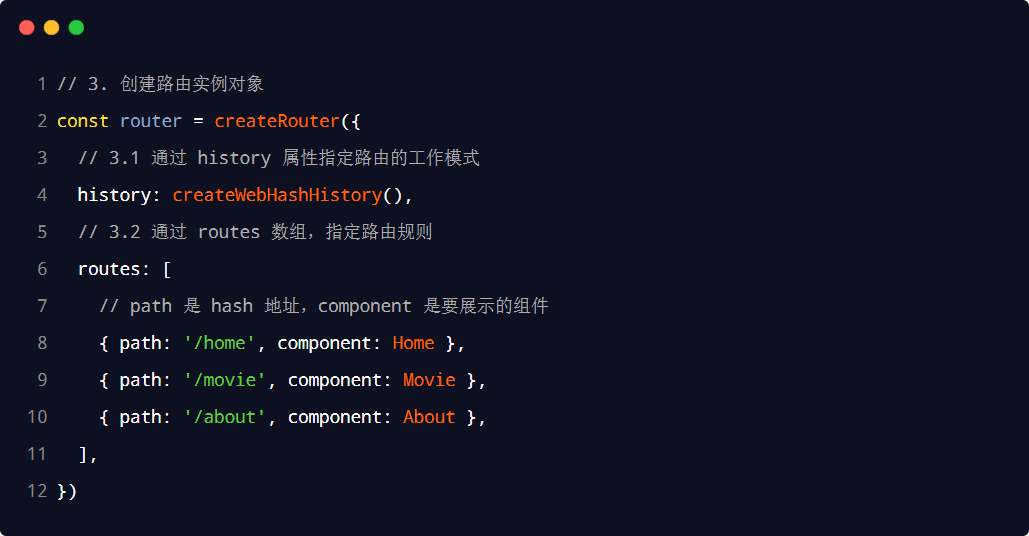 1 // 3. 创建路由实例对象
2 const router = createRouter({
3   // 3.1 通过 history 属性指定路由的工作模式
4   history: createWebHashHistory(),
5   // 3.2 通过 routes 数组，指定路由规则
6   routes: [
7     // path 是 hash 地址，component 是要展示的组件
8     { path: '/home', component: Home },
9     { path: '/movie', component: Movie },
10     { path: '/about', component: About },
11   ],
12 })